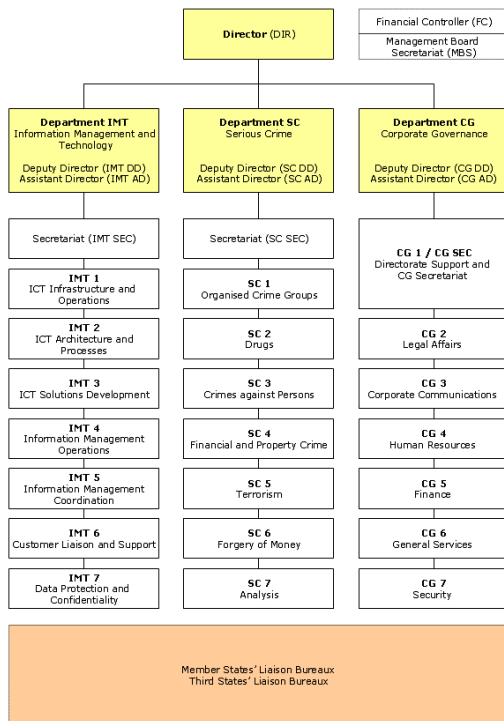 Director (DIR)
Financial Controller (FC)
Management Board
Secretariat (MBS)
Department IMT
Information Management and
Technology
Deputy Director (IMT DD)
Assistant Director (IMT AD)
Department SC
Serious Crime
Deputy Director (SC DD)
Assistant Director (SC AD)
Department CG
Corporate Governance
Deputy Director (CG DD)
Assistant Director (CG AD)
Secretariat (IMT SEC)
IMT 1
ICT Infrastructure and
Operations
IMT 2
ICT Architecture and
Processes
IMT 3
ICT Solutions Development
IMT 4
Information Management
Operations
IMT 5
Information Management
Coordination
IMT 6
Customer Liaison and Support
IMT 7
Data Protection and
Confidentiality
Secretariat (SC SEC)
SC 1
Organised Crime Groups
SC 2
Drugs
SC 3
Crimes against Persons
SC 4
Financial and Property Crime
SC 5
Terrorism
SC 6
Forgery of Money
SC 7
Analysis
CG 1 / CG SEC
Directorate Support and
CG Secretariat
CG 2
Legal Affairs
CG 3
Corporate Communications
CG 4
Human Resources
CG 5
Finance
CG 6
General Services
CG 7
Security
Member States' Liaison Bureaux
Third States' Liaison Bureaux